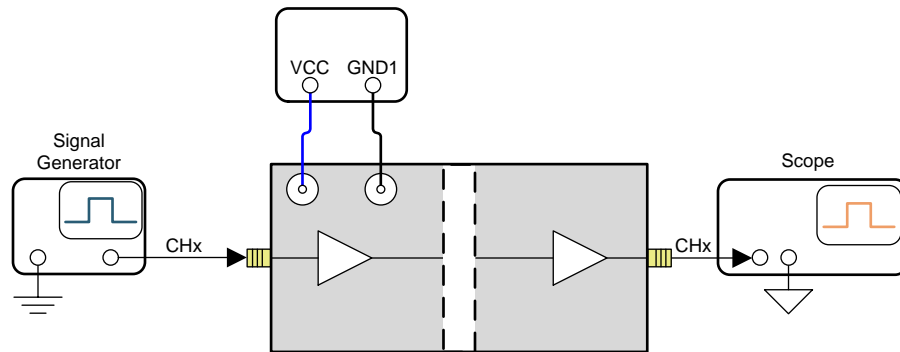 VCC GND1
Signal
Generator
Scope
CHx
CHx